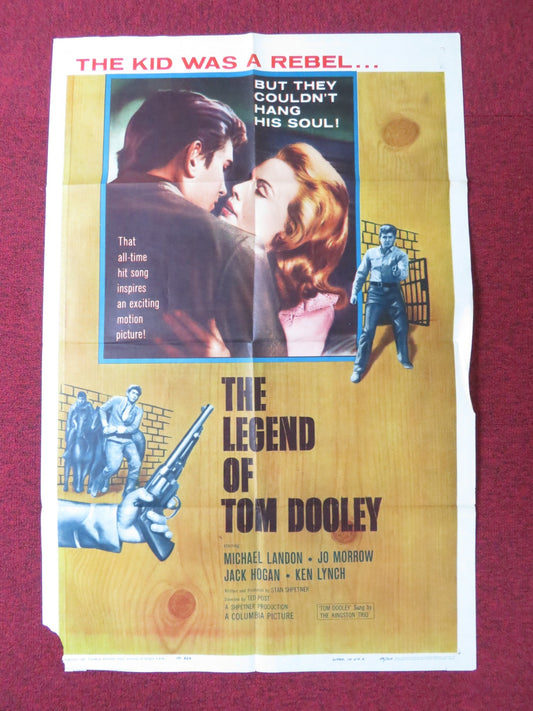 THE KID WAS A REBEL...
BUT THEY
COULDN'T
HANG
HIS SOUL!
That
all-time
hit song
inspires
an exciting
motion
picture!
THE
LEGEND
OF
TOM DOOLEY
starring
MICHAEL LANDON • JO MORROW
JACK HOGAN • KEN LYNCH
Written and Produced by STAN SHPETNER
Directed by TED POST
A SHPETNER PRODUCTION
A COLUMBIA PICTURE
"TOM DOOLEY" Sung by
THE KINGSTON TRIO